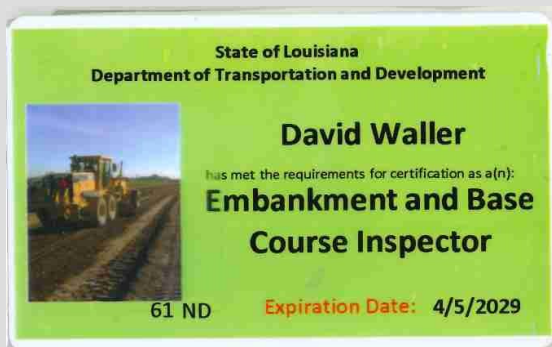 State of Louisiana
Department of Transportation and Development
David Waller
has met the requirements for certification as a(n):
Embankment and Base
Course Inspector
61 ND
Expiration Date: 4/5/2029